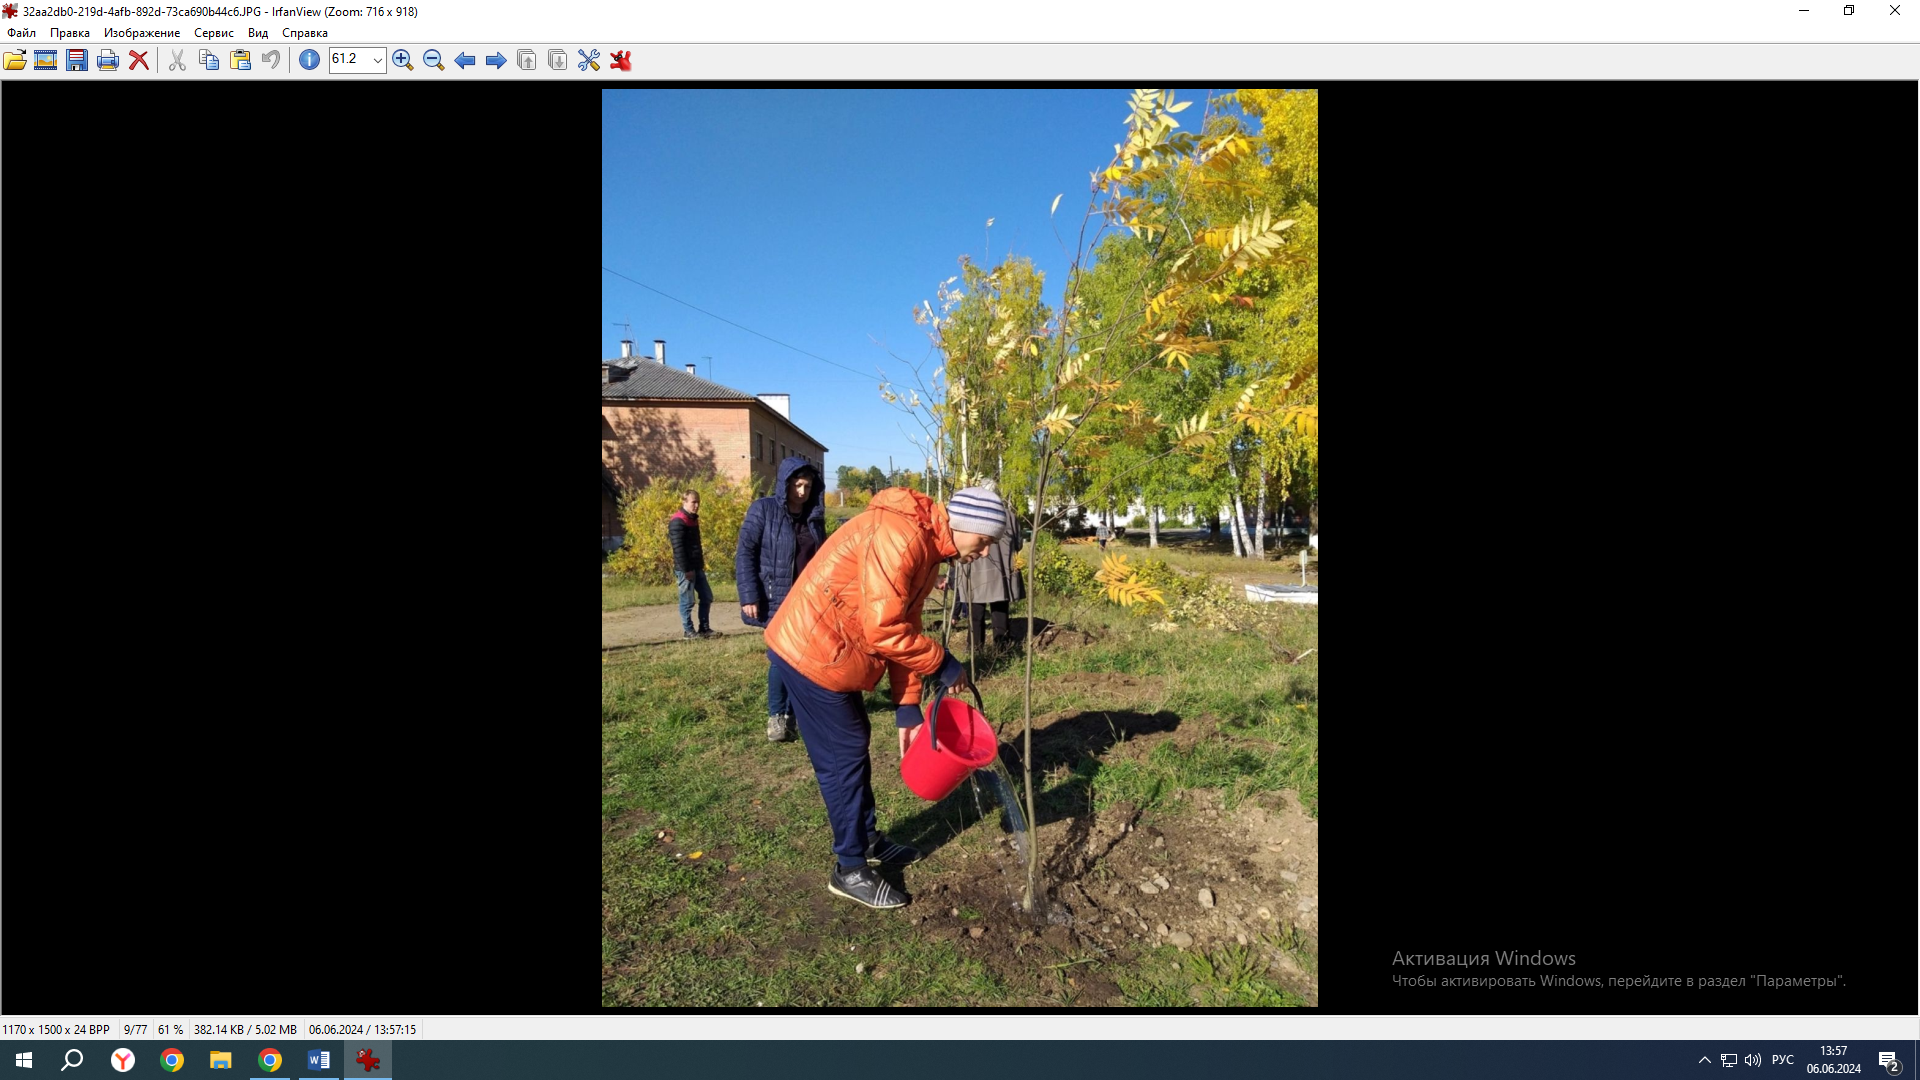 32aa2db0-219d-4afb-892d-73ca690b44c6.JPG - IrfanView (Zoom: 716 x 918)
Файл Правка Изображение Сервис Вид Справка
61.2
Активация Windows
Чтобы активировать Windows, перейдите в раздел "Параметры".
1170 x 1500 x 24 BPP 9/77 61 % 382.14 KB / 5.02 MB 06.06.2024 / 13:57:15
РУС
13:57
06.06.2024
2